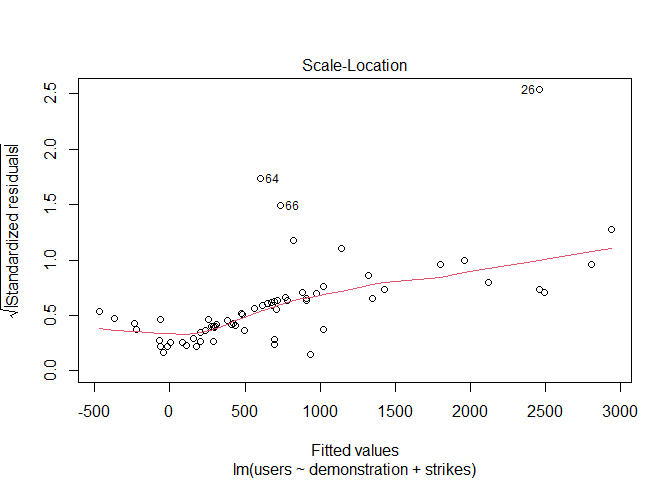 Scale-Location
√|Standardized residuals|
2.5
2.0
1.5
1.0
0.5
0.0
26
64
66
-500 0 500 1000 1500 2000 2500 3000
Fitted values
lm(users ~ demonstration + strikes)